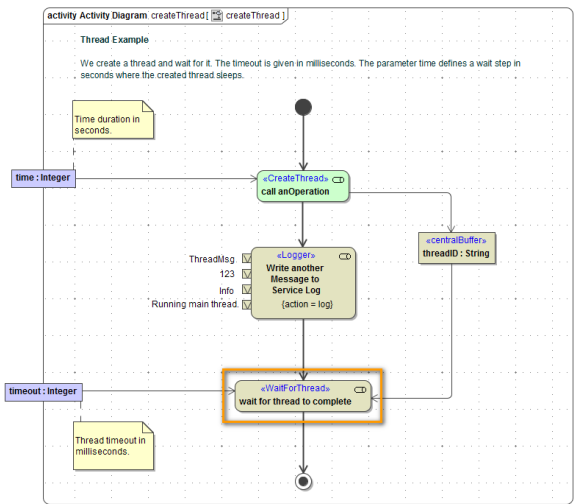 activity Activity Diagram createThread [ createThread ]
Thread Example
We create a thread and wait for it. The timeout is given in milliseconds. The parameter time defines a wait step in
seconds where the created thread sleeps.
Time duration in
seconds.
time : Integer
«CreateThread»
call anOperation
«centralBuffer»
threadID : String
ThreadMsg
123
Info
Running main thread.
«Logger»
Write another
Message to
Service Log
{action = log}
timeout : Integer
«WaitForThread»
wait for thread to complete
Thread timeout in
milliseconds.